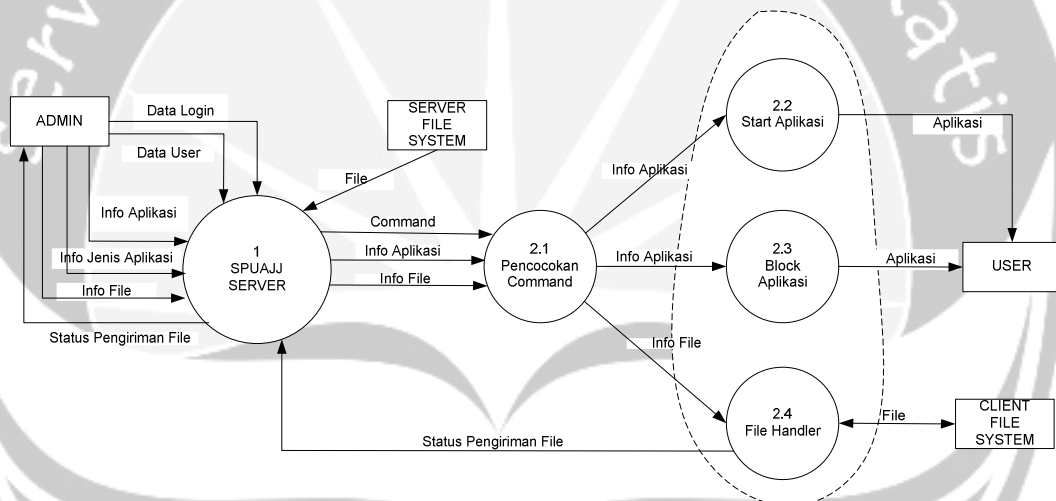 Serv
tatis
ADMIN
Data Login
Data User
SERVER
FILE
SYSTEM
File
Info Aplikasi
Info Jenis Aplikasi
Info File
Status Pengiriman File
1
SPUAJJ
SERVER
Command
Info Aplikasi
Info File
2.1
Pencocokan
Command
Info Aplikasi
Info Aplikasi
Info File
2.2
Start Aplikasi
2.3
Block
Aplikasi
2.4
File Handler
Aplikasi
Aplikasi
USER
File
CLIENT
FILE
SYSTEM
Status Pengiriman File